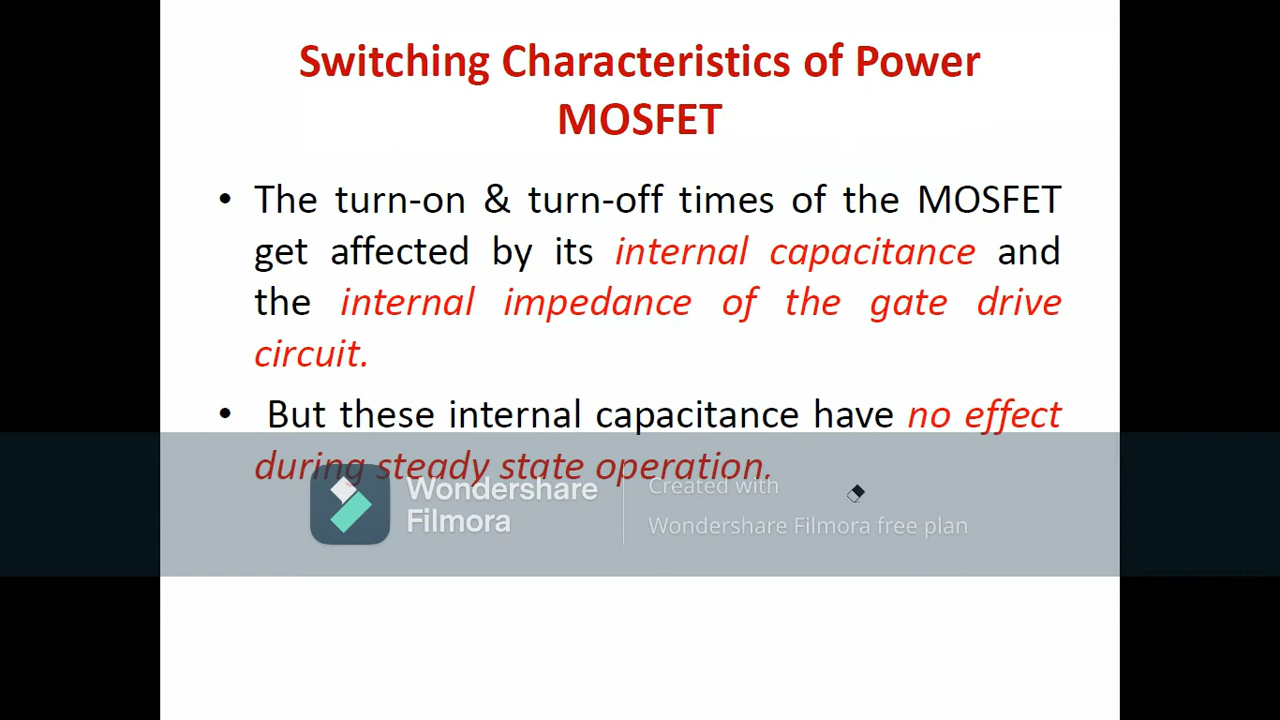 Switching Characteristics of Power
MOSFET
• The turn-on & turn-off times of the MOSFET
get affected by its internal capacitance and
the internal impedance of the gate drive
circuit.
• But these internal capacitance have no effect
during steady state operation.
Wondershare
Filmora
Created with
Wondershare Filmora free plan